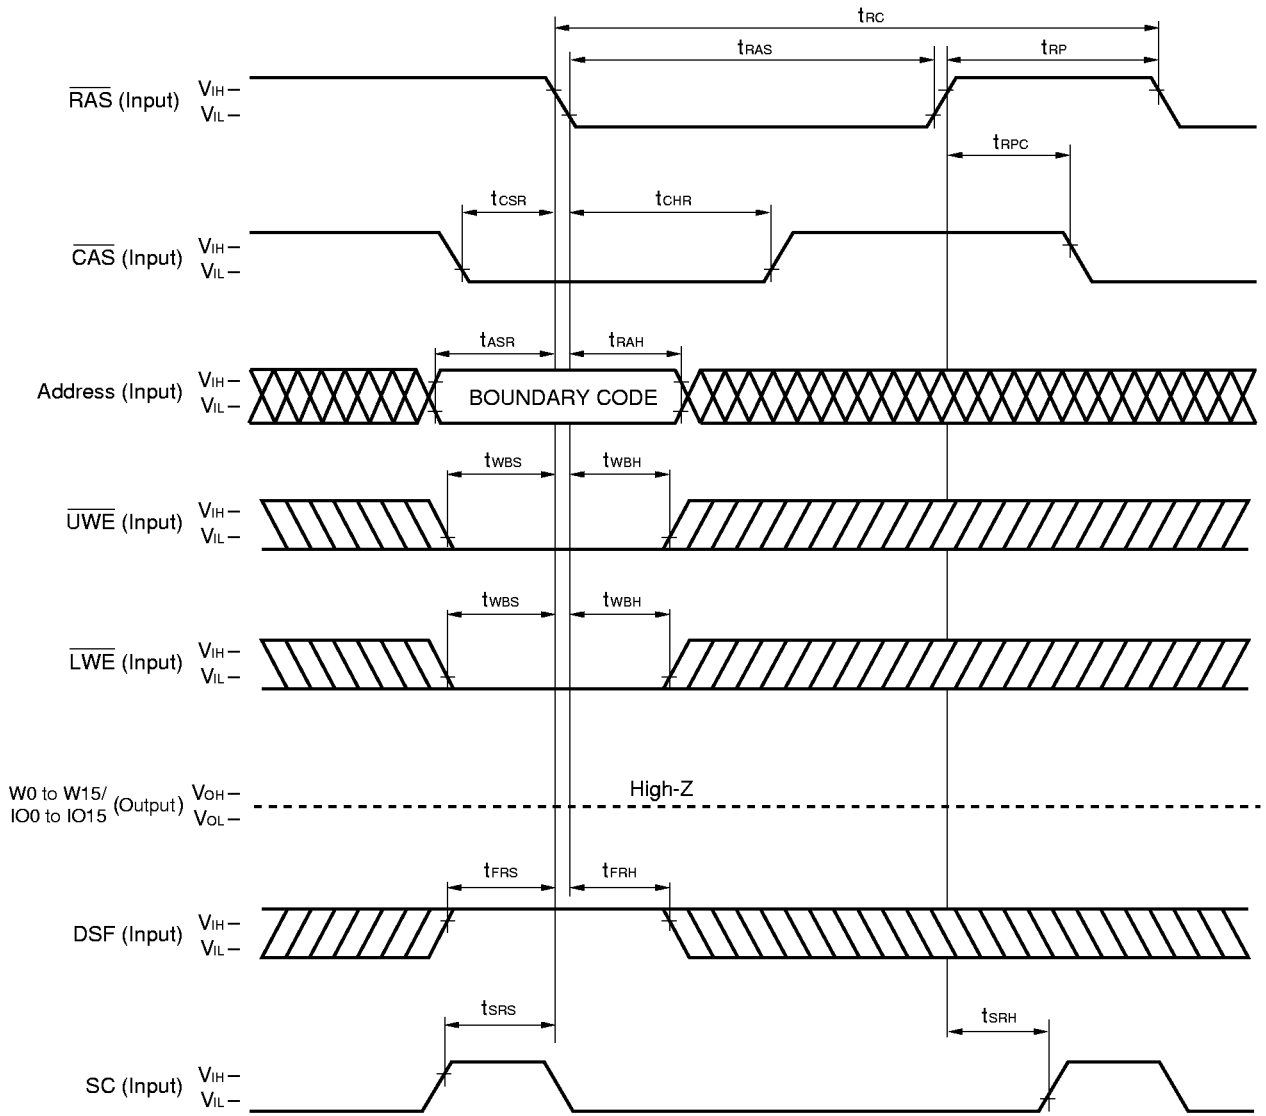 tRC
tRAS tRP
RAS (Input) VIH
VIL
tRPC
tCSR tCHR
CAS (Input) VIH
VIL
tASR tRAH
Address (Input) VIH
VIL
BOUNDARY CODE
tWBS tWBH
UWE (Input) VIH
VIL
tWBS tWBH
LWE (Input) VIH
VIL
High-Z
W0 to W15/
IO0 to IO15 (Output) VOH
VOL
tFRS tFRH
DSF (Input) VIH
VIL
tSRS tSRH
SC (Input) VIH
VIL